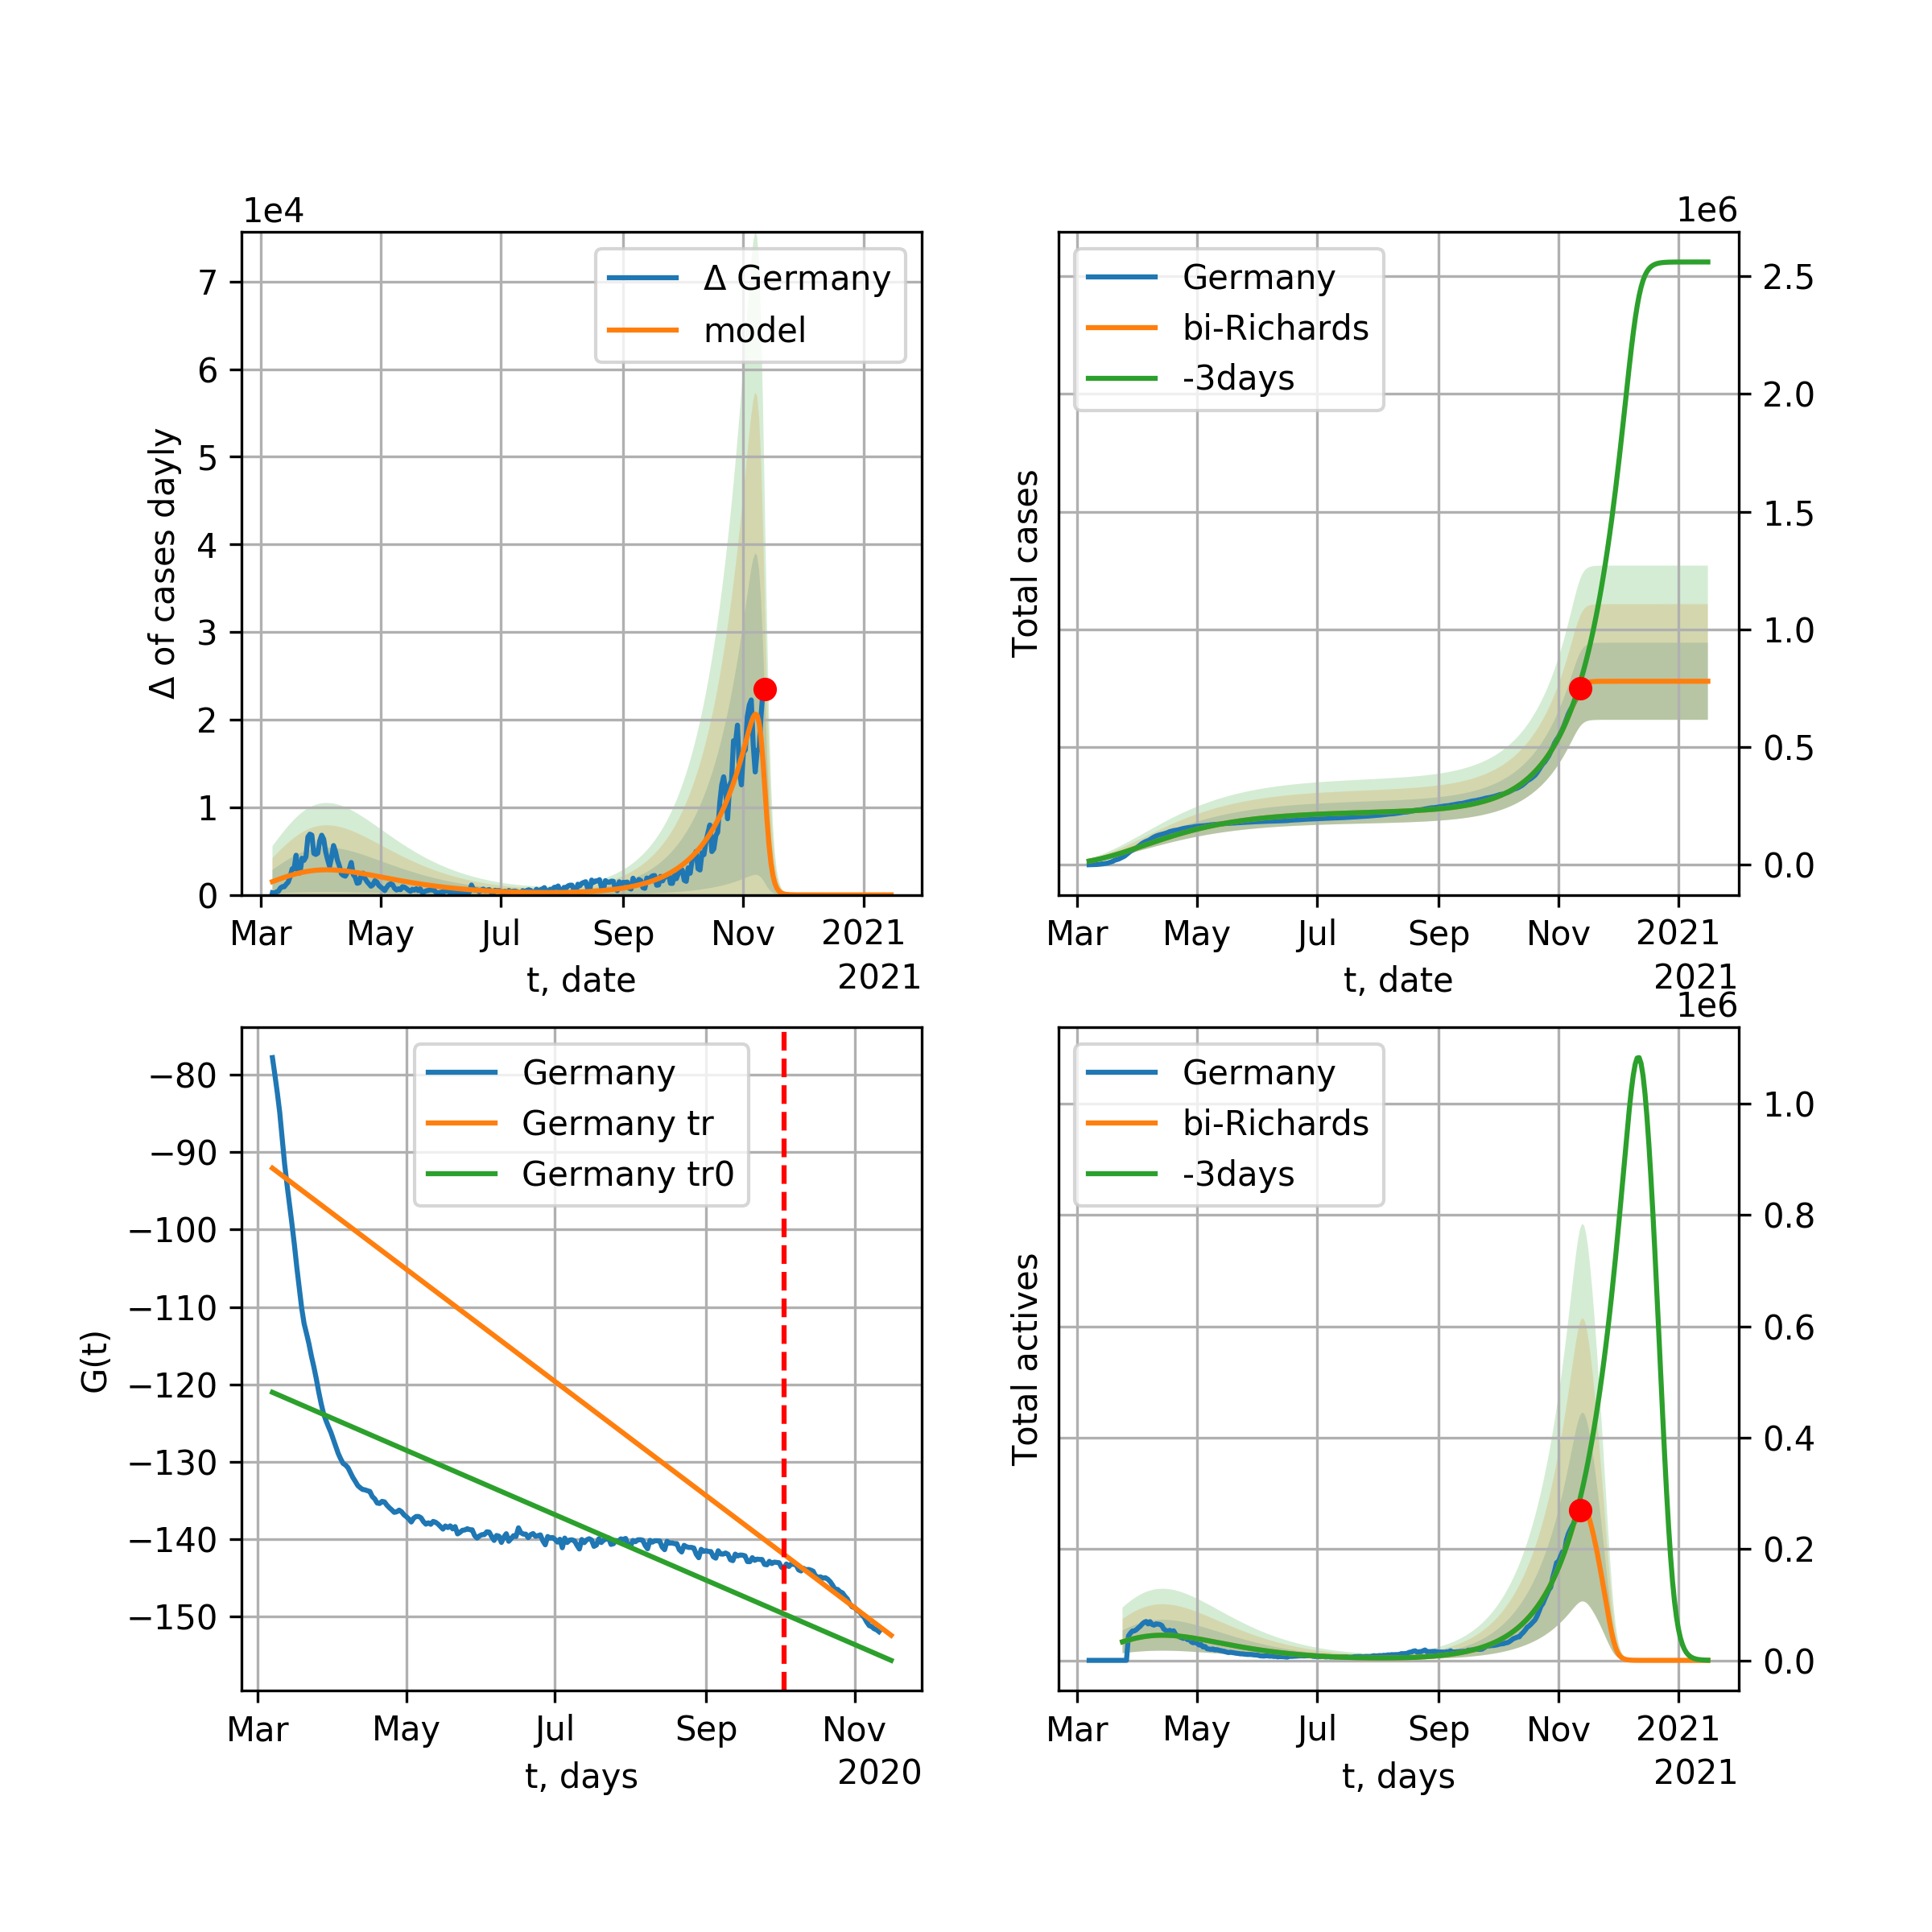 1e4
Δ of cases dayly
7
6
5
4
3
2
1
0
Δ Germany
model
Mar May Jul Sep Nov 2021
t, date
2021
1e6
Total cases
Germany
bi-Richards
-3days
2.5
2.0
1.5
1.0
0.5
0.0
Mar May Jul Sep Nov 2021
t, date
2021
G(t)
−80
−90
−100
−110
−120
−130
−140
−150
Germany
Germany tr
Germany tr0
Mar May Jul Sep Nov
t, days
2020
1e6
Total actives
Germany
bi-Richards
-3days
1.0
0.8
0.6
0.4
0.2
0.0
Mar May Jul Sep Nov 2021
t, days
2021